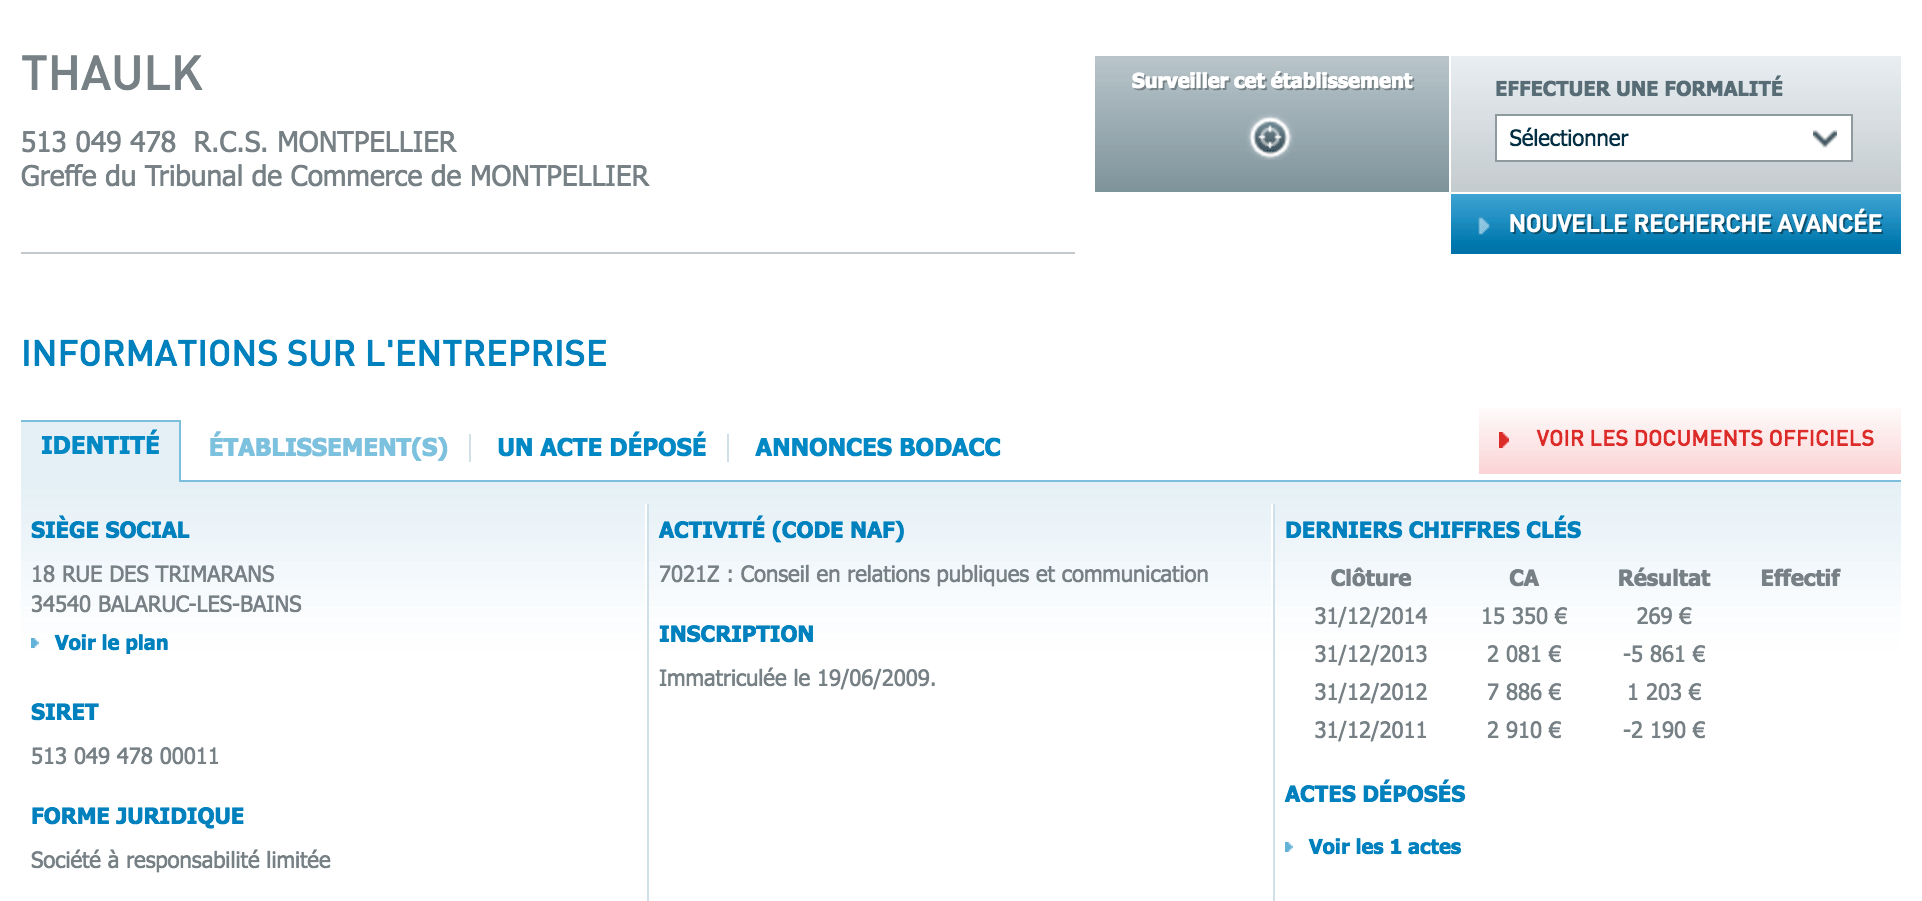 THAULK
513 049 478 R.C.S. MONTPELLIER
Greffe du Tribunal de Commerce de MONTPELLIER
Surveiller cet établissement
EFFECTUER UNE FORMALITÉ
Sélectionner
NOUVELLE RECHERCHE AVANCÉE
INFORMATIONS SUR L'ENTREPRISE
IDENTITÉ
ÉTABLISSEMENT(S)
UN ACTE DÉPOSÉ
ANNONCES BODACC
VOIR LES DOCUMENTS OFFICIELS
SIÈGE SOCIAL
18 RUE DES TRIMARANS
34540 BALARUC-LES-BAINS
Voir le plan
SIRET
513 049 478 00011
FORME JURIDIQUE
Société à responsabilité limitée
ACTIVITÉ (CODE NAF)
7021Z : Conseil en relations publiques et communication
INSCRIPTION
Immatriculée le 19/06/2009.
DERNIERS CHIFFRES CLÉS
Clôture CA Résultat Effectif
31/12/2014 15 350 € 269 €
31/12/2013 2 081 € -5 861 €
31/12/2012 7 886 € 1 203 €
31/12/2011 2 910 € -2 190 €
ACTES DÉPOSÉS
Voir les 1 actes